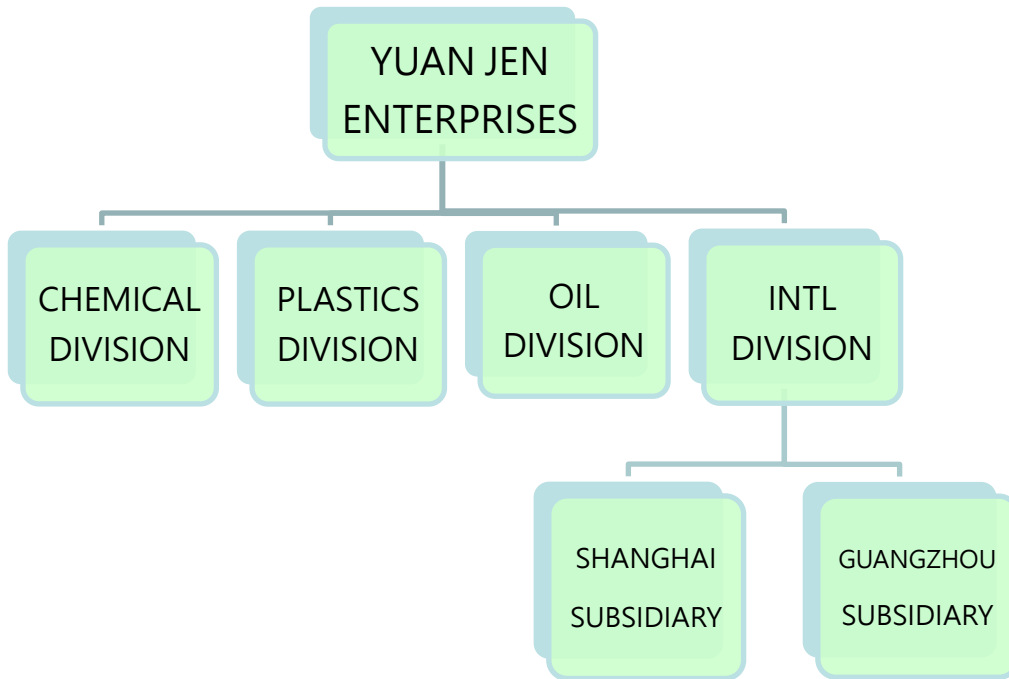 YUAN JEN
ENTERPRISES
CHEMICAL
DIVISION
PLASTICS
DIVISION
OIL
DIVISION
INTL
DIVISION
SHANGHAI
SUBSIDIARY
GUANGZHOU
SUBSIDIARY